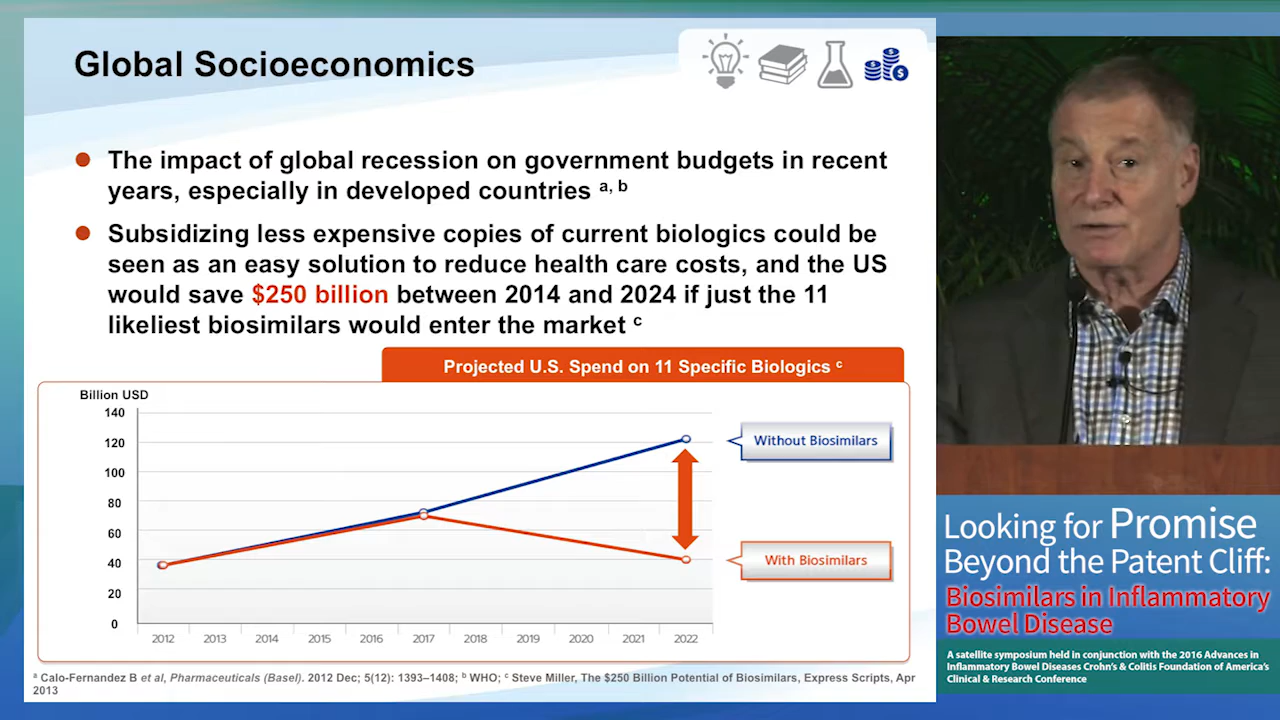 Global Socioeconomics
The impact of global recession on government budgets in recent
years, especially in developed countries a, b
Subsidizing less expensive copies of current biologics could be
seen as an easy solution to reduce health care costs, and the US
would save $250 billion between 2014 and 2024 if just the 11
likeliest biosimilars would enter the market c
Projected U.S. Spend on 11 Specific Biologics c
Billion USD
140
120
100
80
60
40
20
0
2012 2013 2014 2015 2016 2017 2018 2019 2020 2021 2022
Without Biosimilars
With Biosimilars
a Calo-Fernandez B et al, Pharmaceuticals (Basel). 2012 Dec; 5(12): 1393–1408; b WHO; c Steve Miller, The $250 Billion Potential of Biosimilars, Express Scripts, Apr
2013
Looking for Promise
Beyond the Patent Cliff:
Biosimilars in Inflammatory
Bowel Disease
A satellite symposium held in conjunction with the 2016 Advances in
Inflammatory Bowel Diseases Crohn's & Colitis Foundation of America's
Clinical & Research Conference